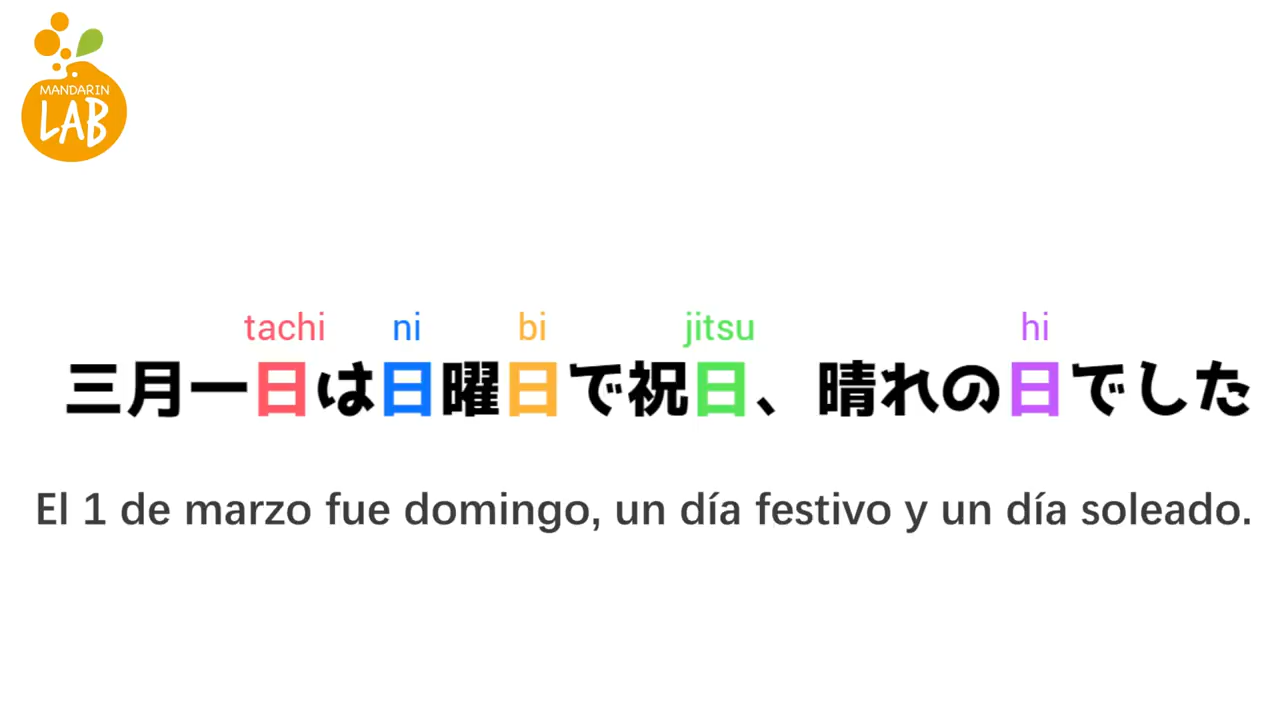 MANDARIN
LAB
tachi ni bi jitsu hi
三月一日は日曜日で祝日、晴れの日でした
El 1 de marzo fue domingo, un día festivo y un día soleado.